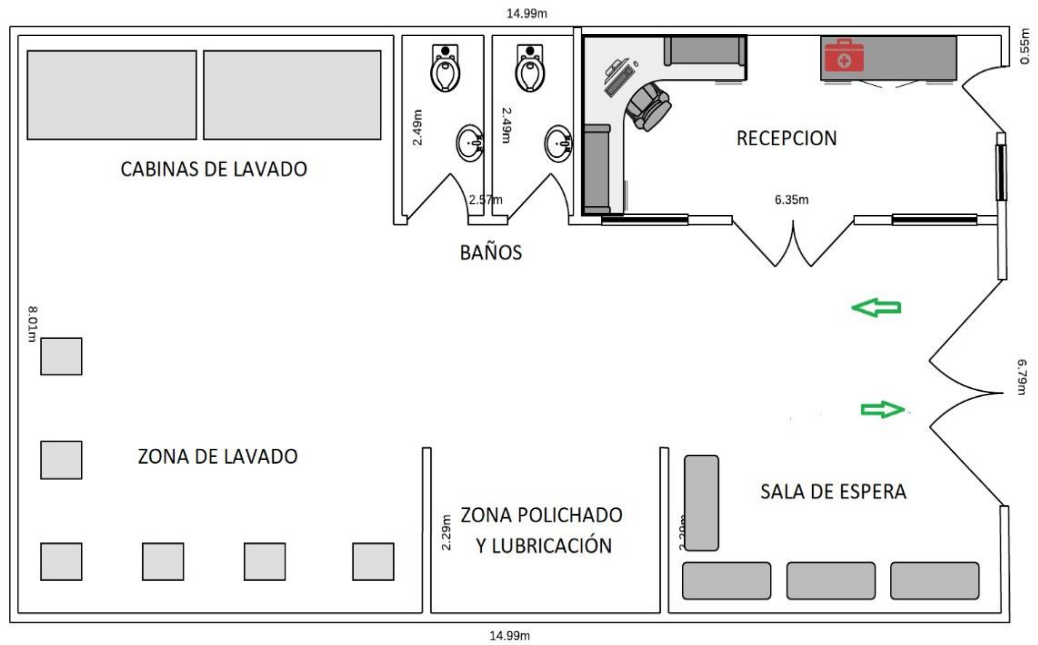 14.99m
0.55m
2.49m
2.49m
RECEPCION
CABINAS DE LAVADO
2.57m
6.35m
BAÑOS
8.01m
6.79m
ZONA DE LAVADO
SALA DE ESPERA
2.29m
ZONA POLICHADO
Y LUBRICACIÓN
14.99m